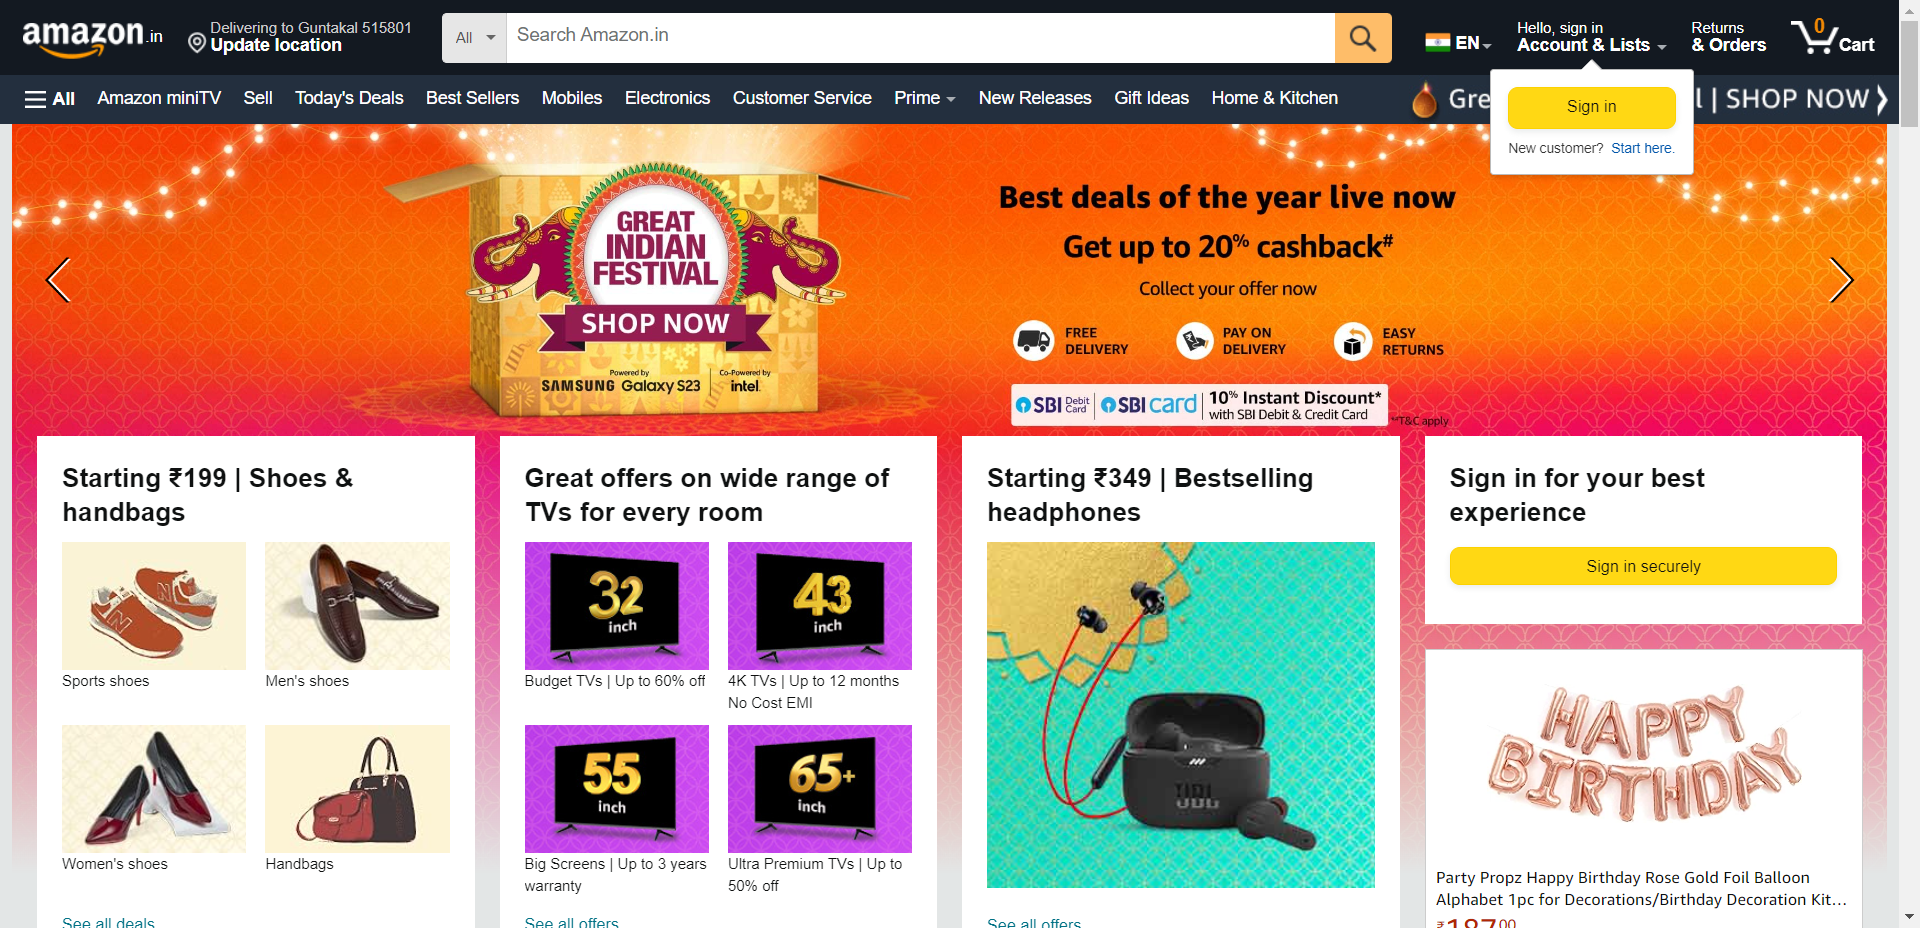 amazon.in
Delivering to Guntakal 515801
Update location
All
Search Amazon.in
EN
Hello, sign in
Account & Lists
Returns
& Orders
0
Cart
All
Amazon miniTV
Sell
Today's Deals
Best Sellers
Mobiles
Electronics
Customer Service
Prime
New Releases
Gift Ideas
Home & Kitchen
Gre
l | SHOP NOW
Sign in
New customer? Start here.
GREAT
INDIAN
FESTIVAL
SHOP NOW
Powered by
SAMSUNG Galaxy S23
Co-Powered by
intel
Best deals of the year live now
Get up to 20% cashback#
Collect your offer now
FREE
DELIVERY
PAY ON
DELIVERY
EASY
RETURNS
SBI Debit
Card
SBI card
10% Instant Discount*
with SBI Debit & Credit Card
*T&C apply
Starting ₹199 | Shoes &
handbags
Sports shoes
Men's shoes
Women's shoes
Handbags
See all deals
Great offers on wide range of
TVs for every room
32
inch
43
inch
Budget TVs | Up to 60% off
4K TVs | Up to 12 months
No Cost EMI
55
inch
65+
inch
Big Screens | Up to 3 years
warranty
Ultra Premium TVs | Up to
50% off
See all offers
Starting ₹349 | Bestselling
headphones
JBL
See all offers
Sign in for your best
experience
Sign in securely
HAPPY
BIRTHDAY
Party Propz Happy Birthday Rose Gold Foil Balloon
Alphabet 1pc for Decorations/Birthday Decoration Kit…
₹187.00